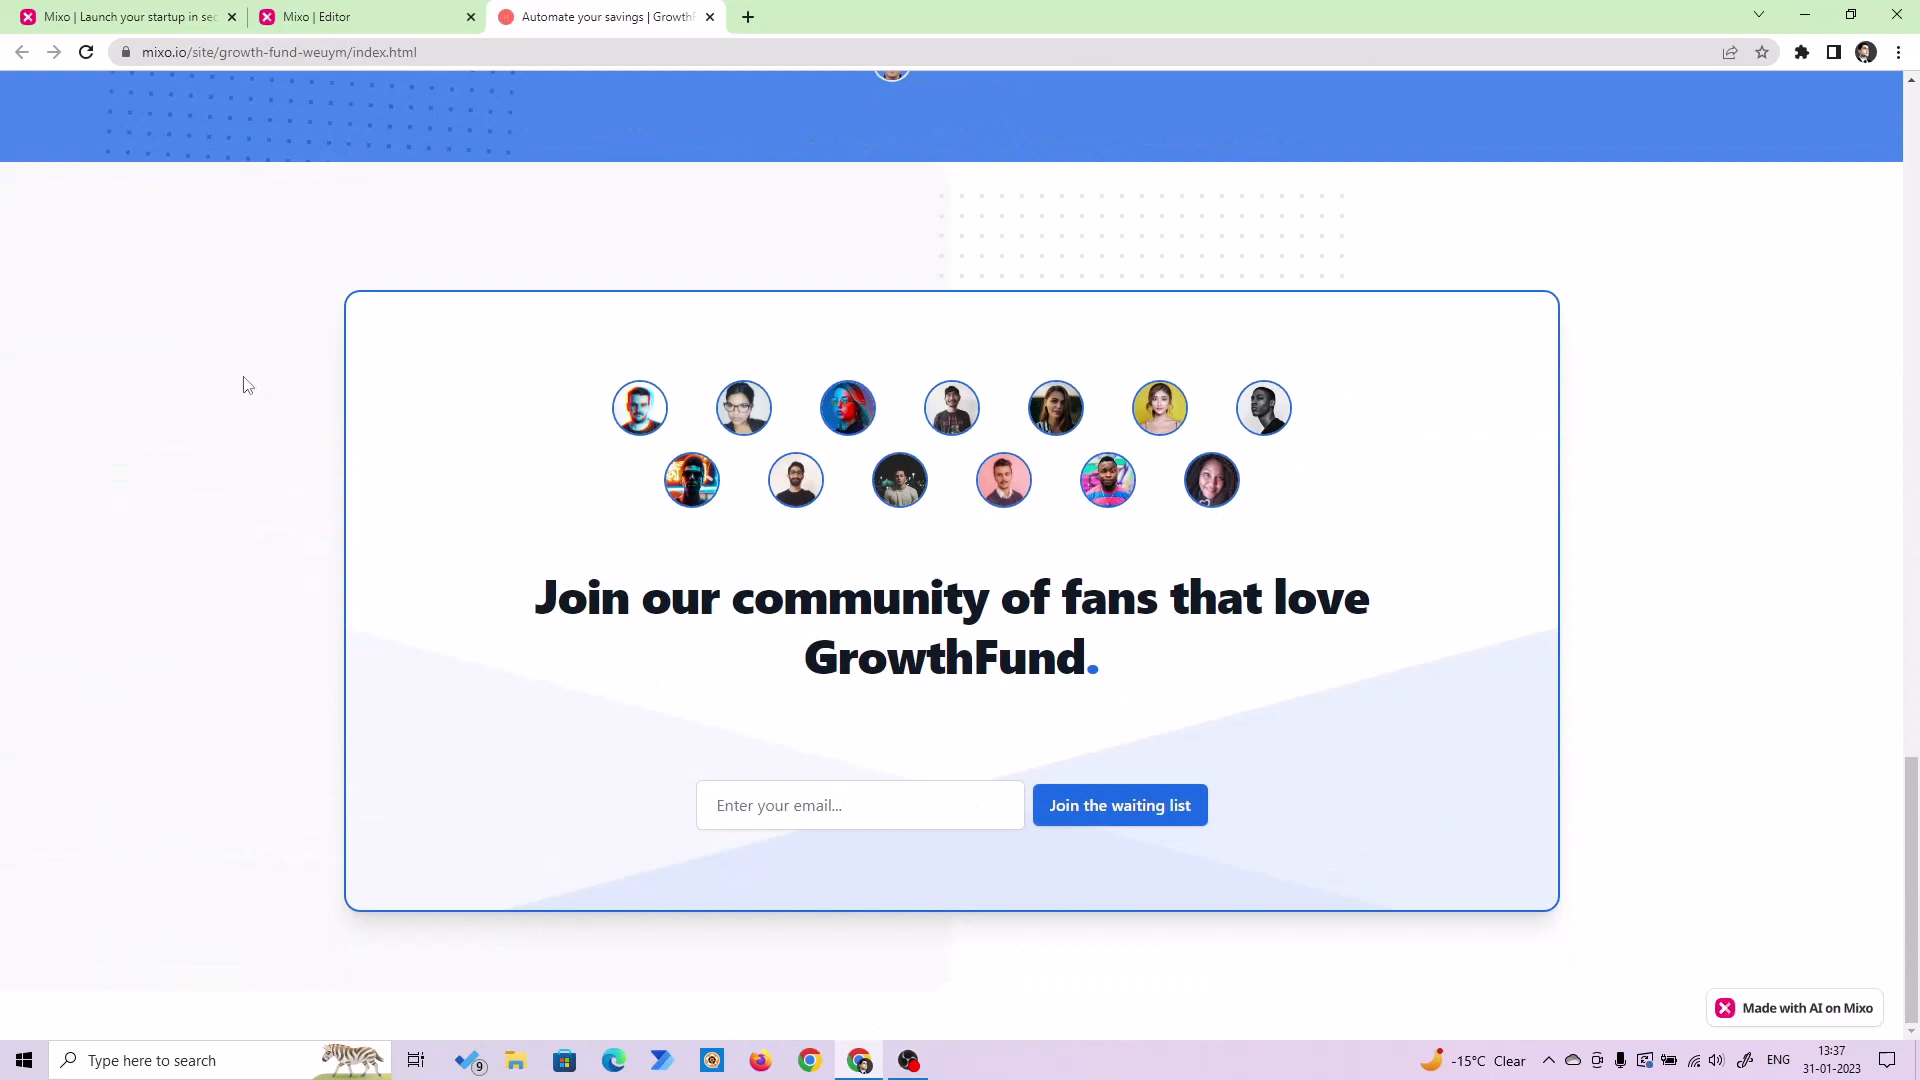 Mixo | Launch your startup in sec
Mixo | Editor
Automate your savings | GrowthF
mixo.io/site/growth-fund-weuym/index.html
Join our community of fans that love
GrowthFund.
Enter your email...
Join the waiting list
Made with AI on Mixo
Type here to search
9
-15°C Clear
ENG
13:37
31-01-2023